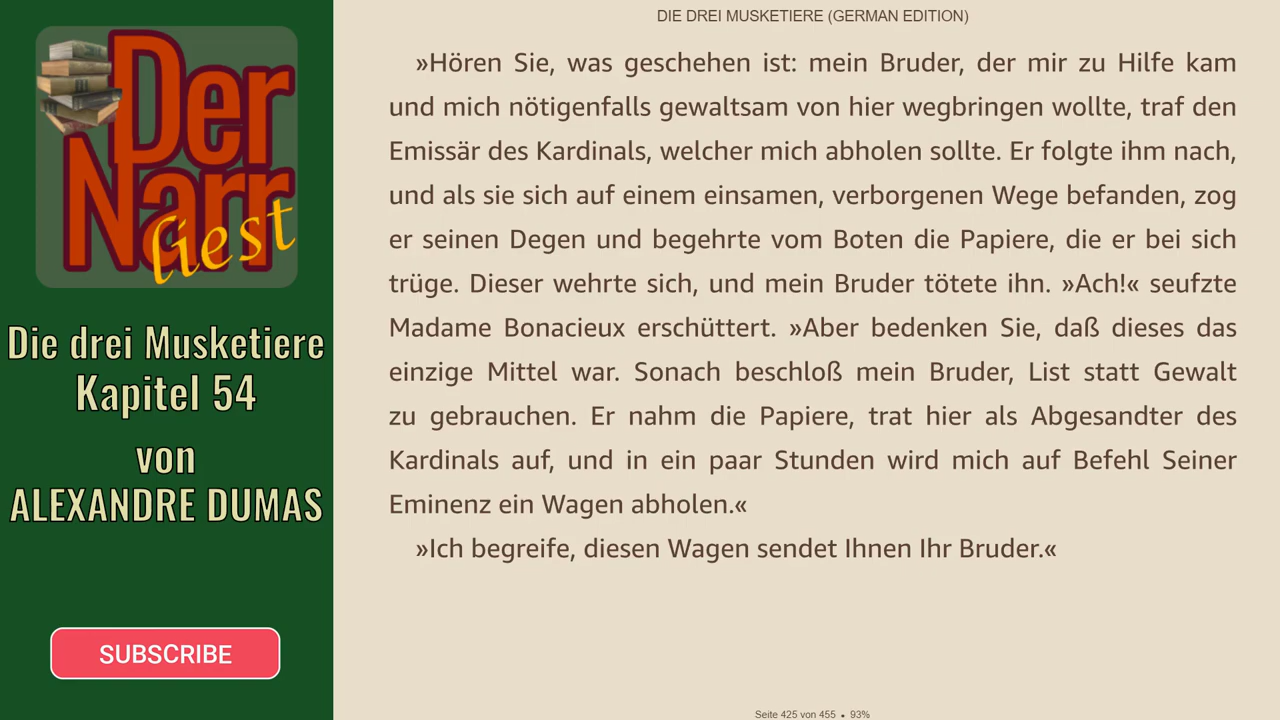 Der
Narr
liest
Die drei Musketiere
Kapitel 54
von
ALEXANDRE DUMAS
SUBSCRIBE
DIE DREI MUSKETIERE (GERMAN EDITION)
»Hören Sie, was geschehen ist: mein Bruder, der mir zu Hilfe kam
und mich nötigenfalls gewaltsam von hier wegbringen wollte, traf den
Emissär des Kardinals, welcher mich abholen sollte. Er folgte ihm nach,
und als sie sich auf einem einsamen, verborgenen Wege befanden, zog
er seinen Degen und begehrte vom Boten die Papiere, die er bei sich
trüge. Dieser wehrte sich, und mein Bruder tötete ihn. »Ach!« seufzte
Madame Bonacieux erschüttert. »Aber bedenken Sie, daß dieses das
einzige Mittel war. Sonach beschloß mein Bruder, List statt Gewalt
zu gebrauchen. Er nahm die Papiere, trat hier als Abgesandter des
Kardinals auf, und in ein paar Stunden wird mich auf Befehl Seiner
Eminenz ein Wagen abholen.«
»Ich begreife, diesen Wagen sendet Ihnen Ihr Bruder.«
Seite 425 von 455 • 93%